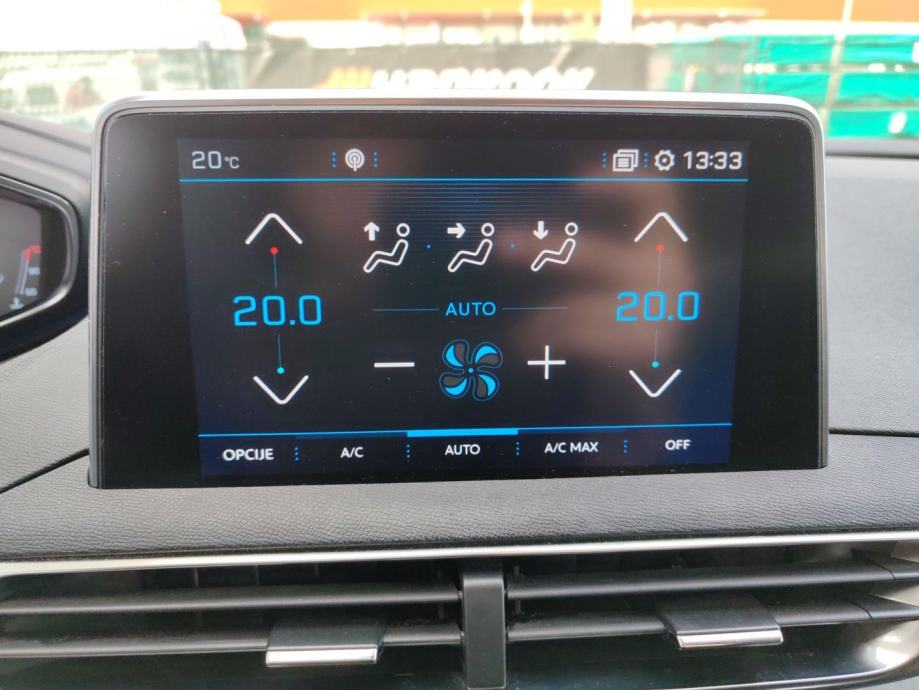 20°C 13:33
20.0 20.0
AUTO
OPCIJE A/C AUTO A/C MAX OFF